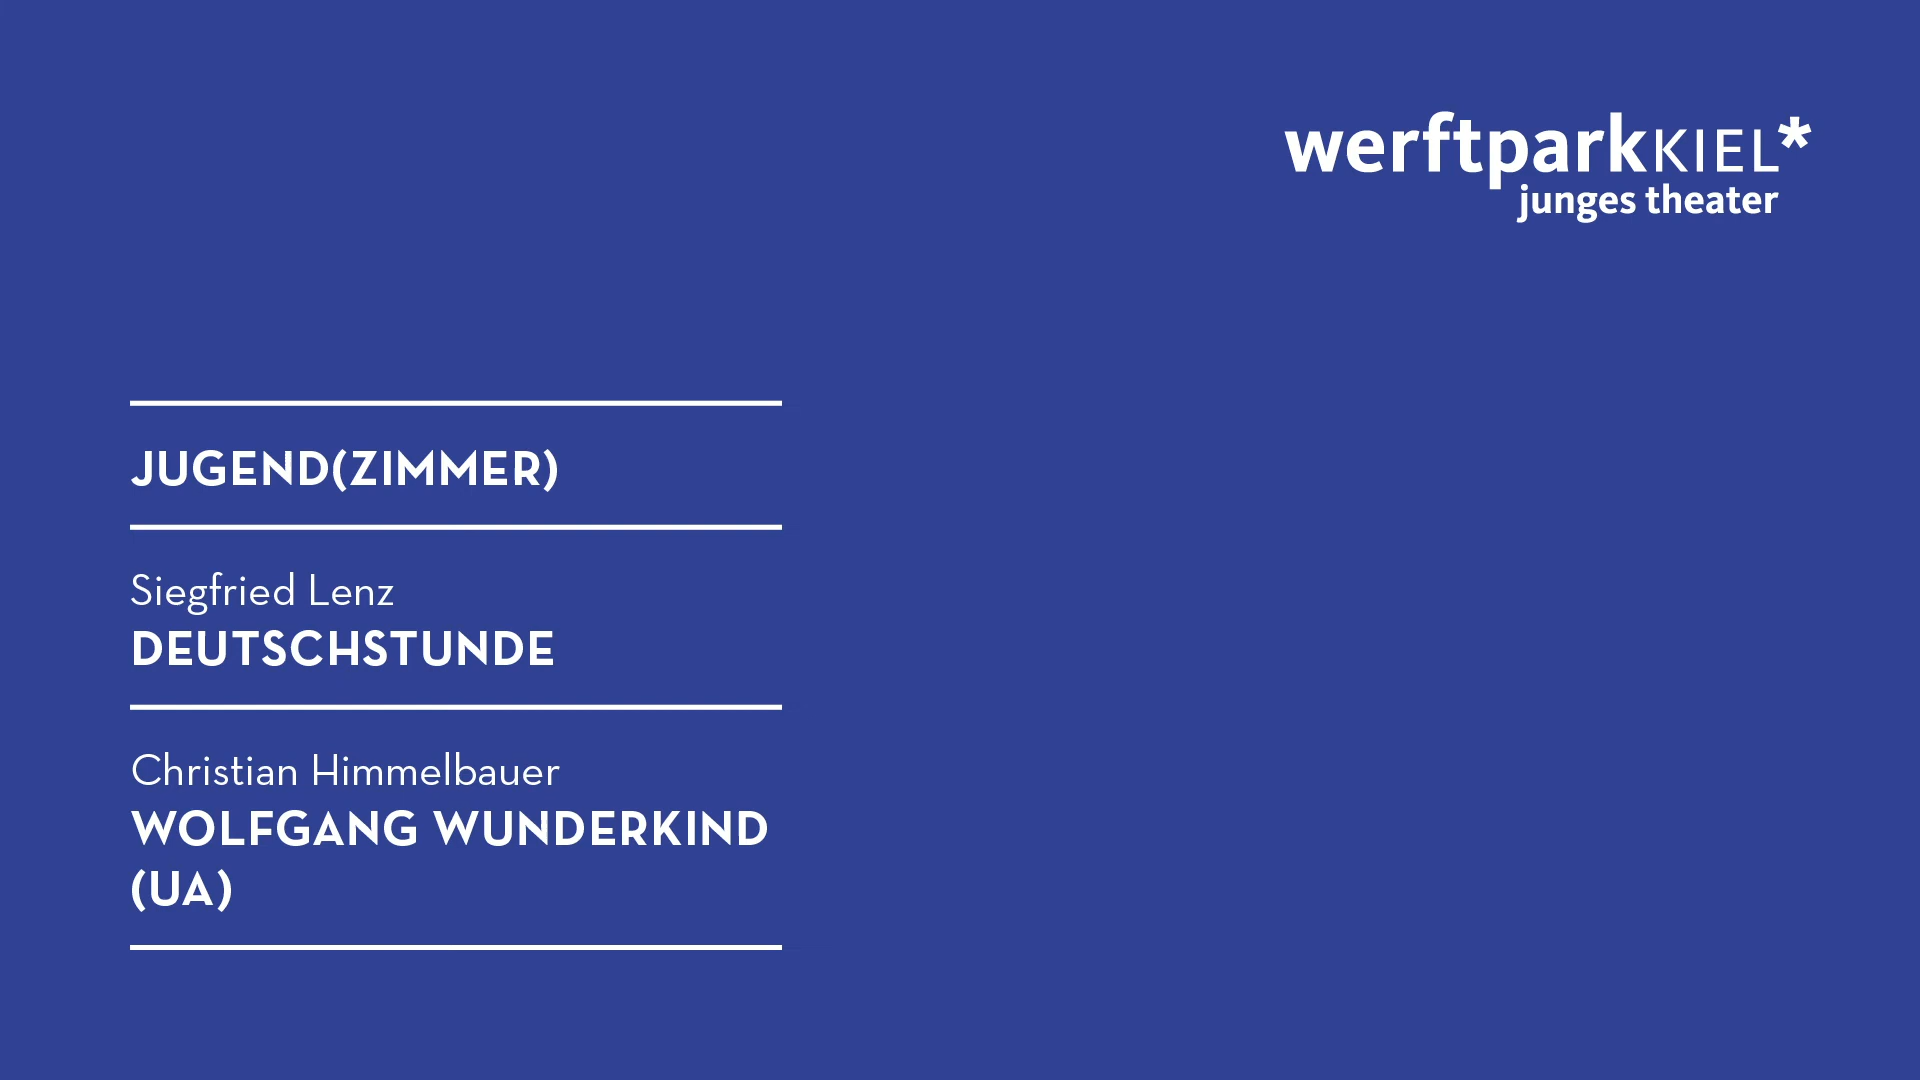 werftparkKIEL*
junges theater
JUGEND(ZIMMER)
Siegfried Lenz
DEUTSCHSTUNDE
Christian Himmelbauer
WOLFGANG WUNDERKIND
(UA)